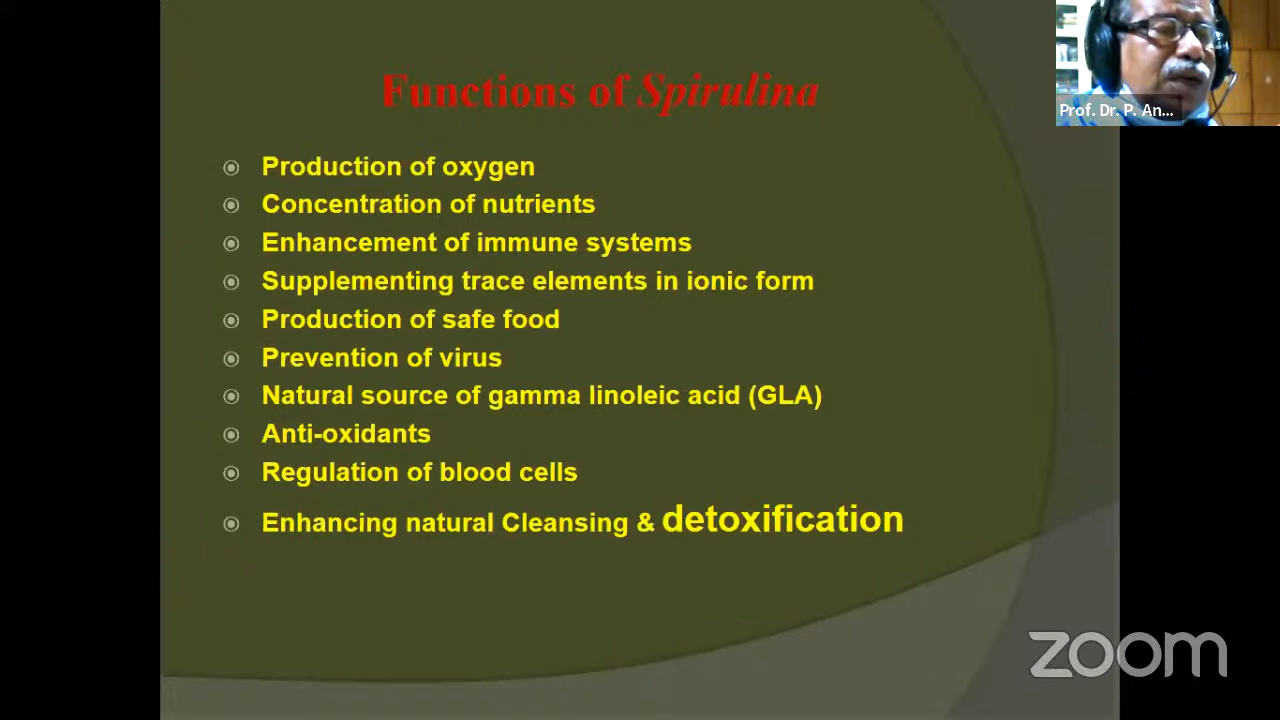 Functions of Spirulina
Prof. Dr. P. An...
Production of oxygen
Concentration of nutrients
Enhancement of immune systems
Supplementing trace elements in ionic form
Production of safe food
Prevention of virus
Natural source of gamma linoleic acid (GLA)
Anti-oxidants
Regulation of blood cells
Enhancing natural Cleansing & detoxification
zoom